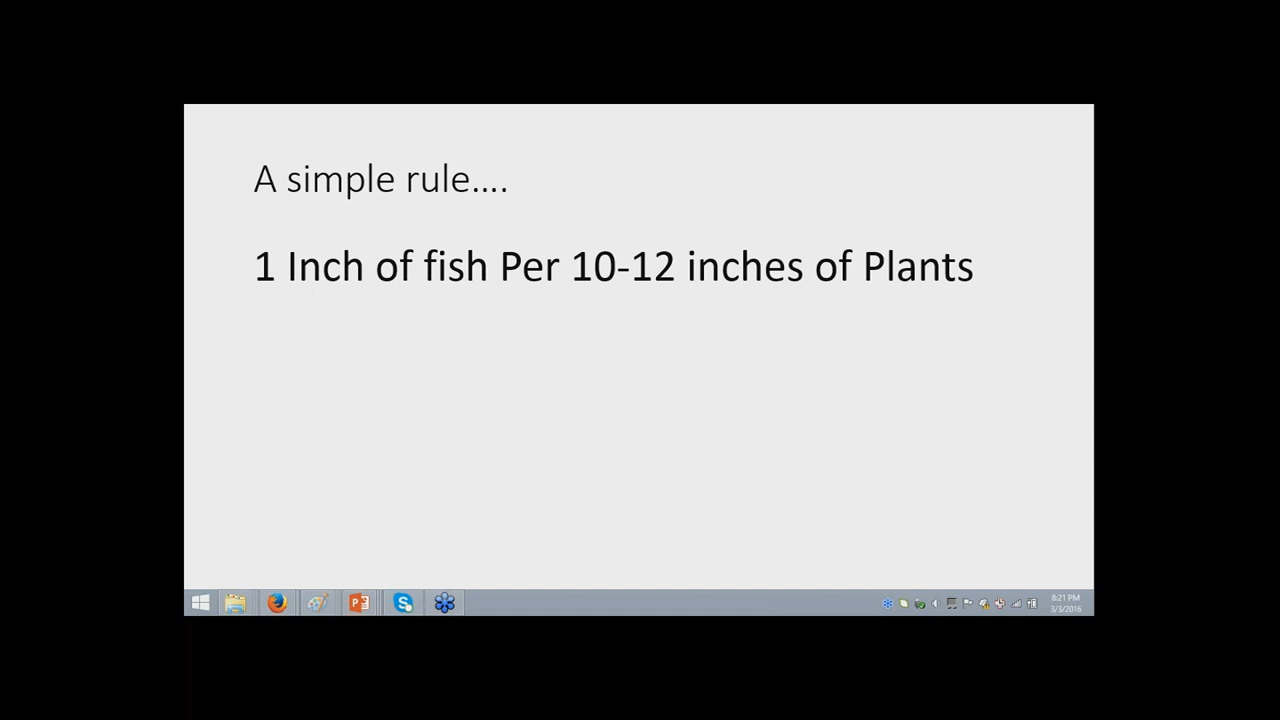 A simple rule....
1 Inch of fish Per 10-12 inches of Plants
8:21 PM
3/3/2016